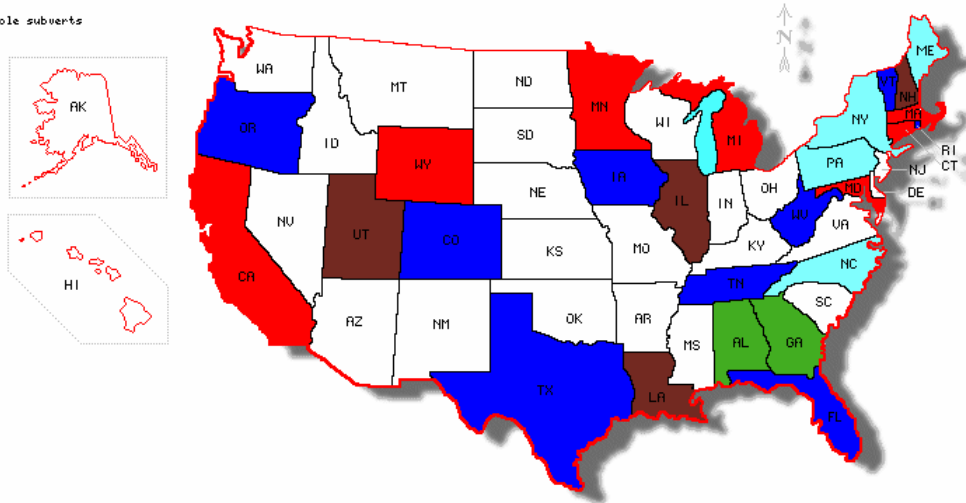 ole subverts
N
ME
WA
VT
MT
ND
AK
MN
NH
MA
OR
NY
WI
ID
SD
MI
RI
WY
PA
CT
IA
NJ
NE
OH
MD
DE
IL
IN
NV
WV
UT
CO
VA
MO
KS
KY
CA
NC
HI
TN
OK
SC
AZ
NM
AR
AL
GA
MS
TX
LA
FL